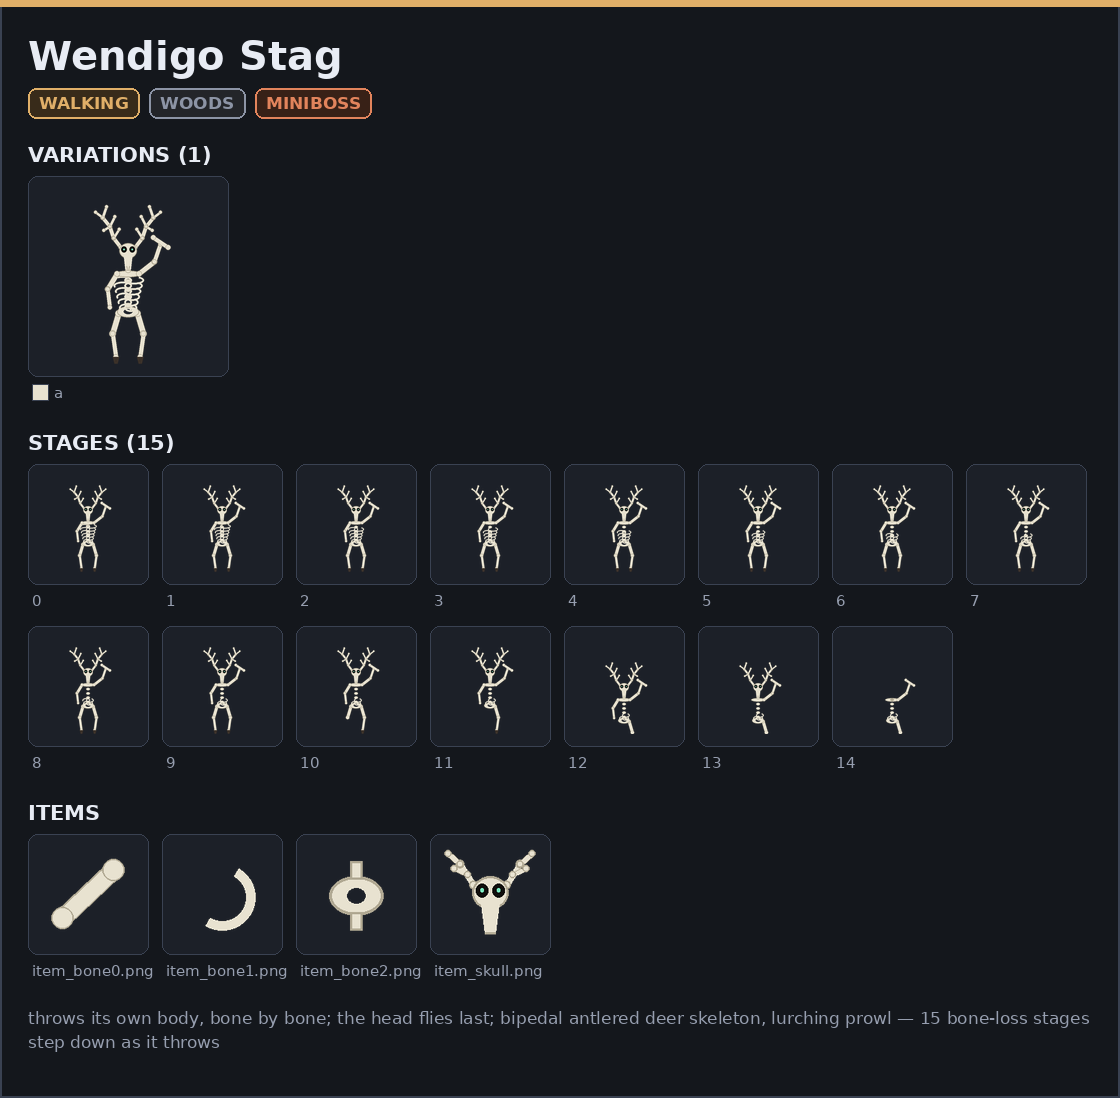 Wendigo Stag
WALKING WOODS MINIBOSS
VARIATIONS (1)
a
STAGES (15)
0 1 2 3 4 5 6 7
8 9 10 11 12 13 14
ITEMS
item_bone0.png item_bone1.png item_bone2.png item_skull.png
throws its own body, bone by bone; the head flies last; bipedal antlered deer skeleton, lurching prowl — 15 bone-loss stages
step down as it throws